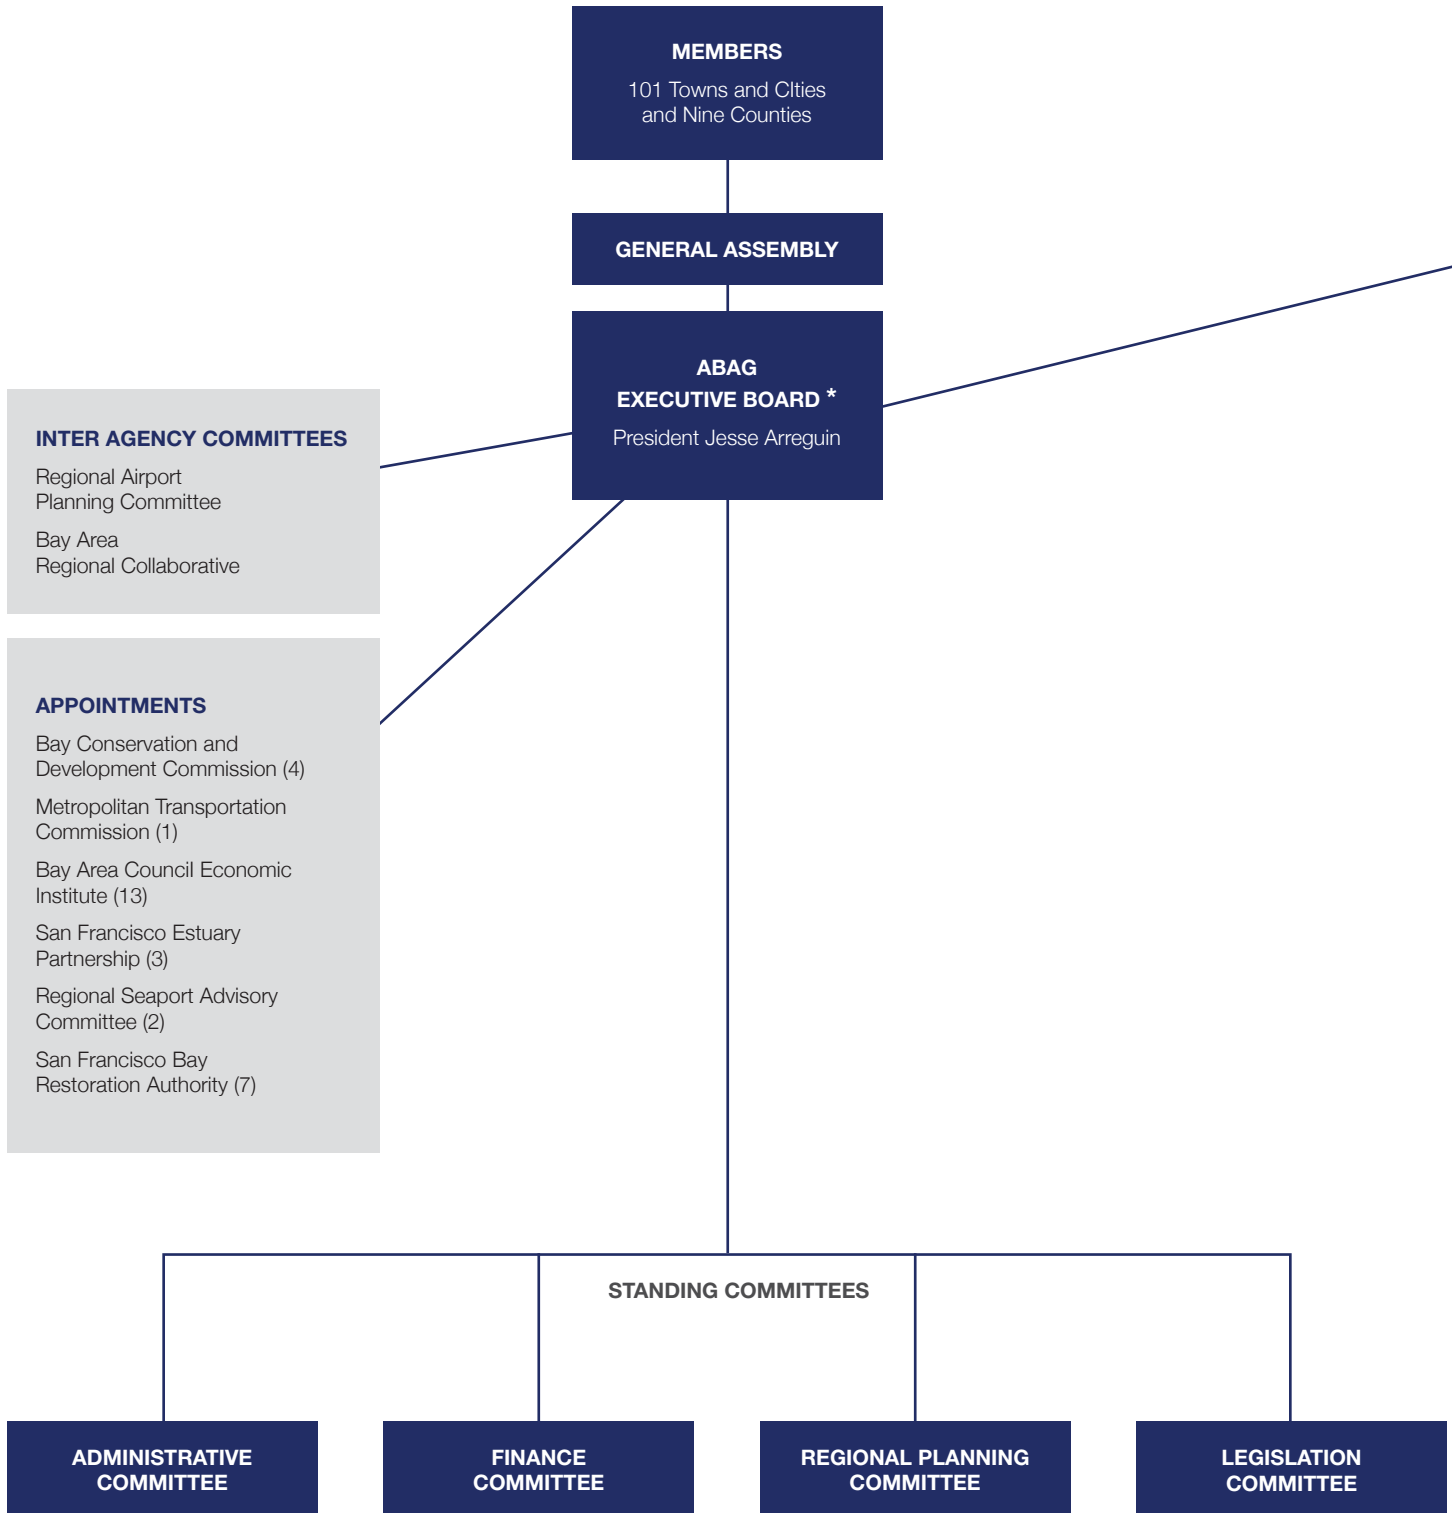 MEMBERS
101 Towns and CIties
and Nine Counties
GENERAL ASSEMBLY
ABAG
EXECUTIVE BOARD *
President Jesse Arreguin
INTER AGENCY COMMITTEES
Regional Airport
Planning Committee
Bay Area
Regional Collaborative
APPOINTMENTS
Bay Conservation and
Development Commission (4)
Metropolitan Transportation
Commission (1)
Bay Area Council Economic
Institute (13)
San Francisco Estuary
Partnership (3)
Regional Seaport Advisory
Committee (2)
San Francisco Bay
Restoration Authority (7)
STANDING COMMITTEES
ADMINISTRATIVE
COMMITTEE
FINANCE
COMMITTEE
REGIONAL PLANNING
COMMITTEE
LEGISLATION
COMMITTEE